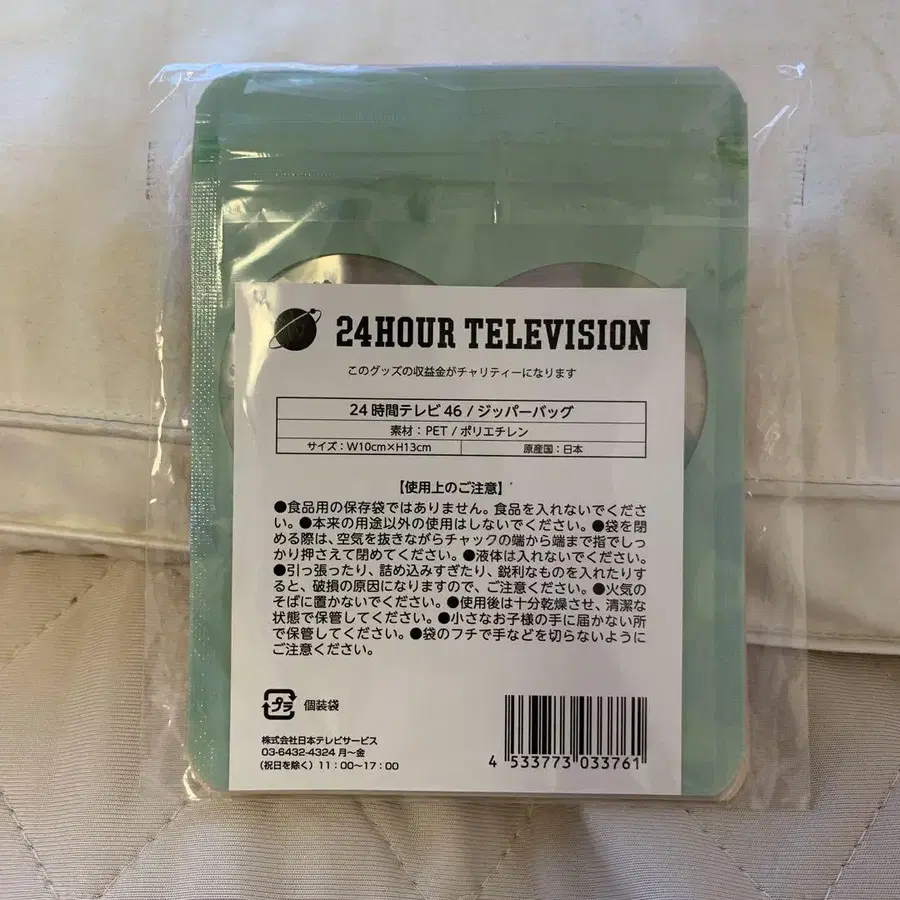 24HOUR TELEVISION
このグッズの収益金がチャリティーになります
24時間テレビ46/ジッパーバッグ
素材：PET/ポリエチレン
サイズ：W10cm×H13cm 原産国：日本
【使用上のご注意】
●食品用の保存袋ではありません。食品を入れないでくださ
い。●本来の用途以外の使用はしないでください。●袋を閉
める際は、空気を抜きながらチャックの端から端まで指でしっ
かり押さえて閉めてください。●液体は入れないでください。
●引っ張ったり、詰め込みすぎたり、鋭利なものを入れたりす
ると、破損の原因になりますので、ご注意ください。●火気の
そばに置かないでください。●使用後は十分乾燥させ、清潔な
状態で保管してください。●小さなお子様の手に届かない所
で保管してください。●袋のフチで手などを切らないように
ご注意ください。
プラ 個装袋
株式会社日本テレビサービス
03-6432-4324 月～金
（祝日を除く）11：00～17：00
4 533773 033761